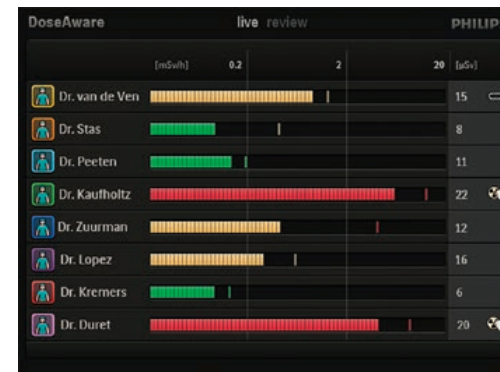 DoseAware live review PHILIP
[mSv/h] 0.2 2 20 [µSv]
Dr. van de Ven 15
Dr. Stas 8
Dr. Peeten 11
Dr. Kaufholtz 22
Dr. Zuurman 12
Dr. Lopez 16
Dr. Kremers 6
Dr. Duret 20